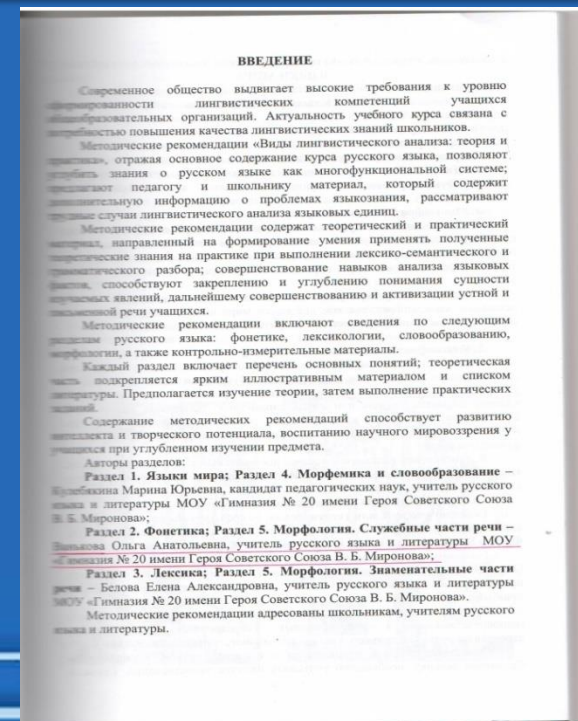 ВВЕДЕНИЕ
Современное общество выдвигает высокие требования к уровню
сформированности лингвистических компетенций учащихся
общеобразовательных организаций. Актуальность учебного курса связана с
потребностью повышения качества лингвистических знаний школьников.
Методические рекомендации «Виды лингвистического анализа: теория и
практика», отражая основное содержание курса русского языка, позволяют
углубить знания о русском языке как многофункциональной системе;
предлагают педагогу и школьнику материал, который содержит
дополнительную информацию о проблемах языкознания, рассматривают
трудные случаи лингвистического анализа языковых единиц.
Методические рекомендации содержат теоретический и практический
материал, направленный на формирование умения применять полученные
теоретические знания на практике при выполнении лексико-семантического и
грамматического разбора; совершенствование навыков анализа языковых
фактов, способствуют закреплению и углублению понимания сущности
изучаемых явлений, дальнейшему совершенствованию и активизации устной и
письменной речи учащихся.
Методические рекомендации включают сведения по следующим
разделам русского языка: фонетике, лексикологии, словообразованию,
морфологии, а также контрольно-измерительные материалы.
Каждый раздел включает перечень основных понятий; теоретическая
часть подкрепляется ярким иллюстративным материалом и списком
литературы. Предполагается изучение теории, затем выполнение практических
заданий.
Содержание методических рекомендаций способствует развитию
интеллекта и творческого потенциала, воспитанию научного мировоззрения у
учащихся при углубленном изучении предмета.
Авторы разделов:
Раздел 1. Языки мира; Раздел 4. Морфемика и словообразование –
Кулебякина Марина Юрьевна, кандидат педагогических наук, учитель русского
языка и литературы МОУ «Гимназия № 20 имени Героя Советского Союза
В. Б. Миронова»;
Раздел 2. Фонетика; Раздел 5. Морфология. Служебные части речи –
Ольга Анатольевна, учитель русского языка и литературы МОУ
«Гимназия № 20 имени Героя Советского Союза В. Б. Миронова»;
Раздел 3. Лексика; Раздел 5. Морфология. Знаменательные части
речи – Белова Елена Александровна, учитель русского языка и литературы
МОУ «Гимназия № 20 имени Героя Советского Союза В. Б. Миронова».
Методические рекомендации адресованы школьникам, учителям русского
языка и литературы.